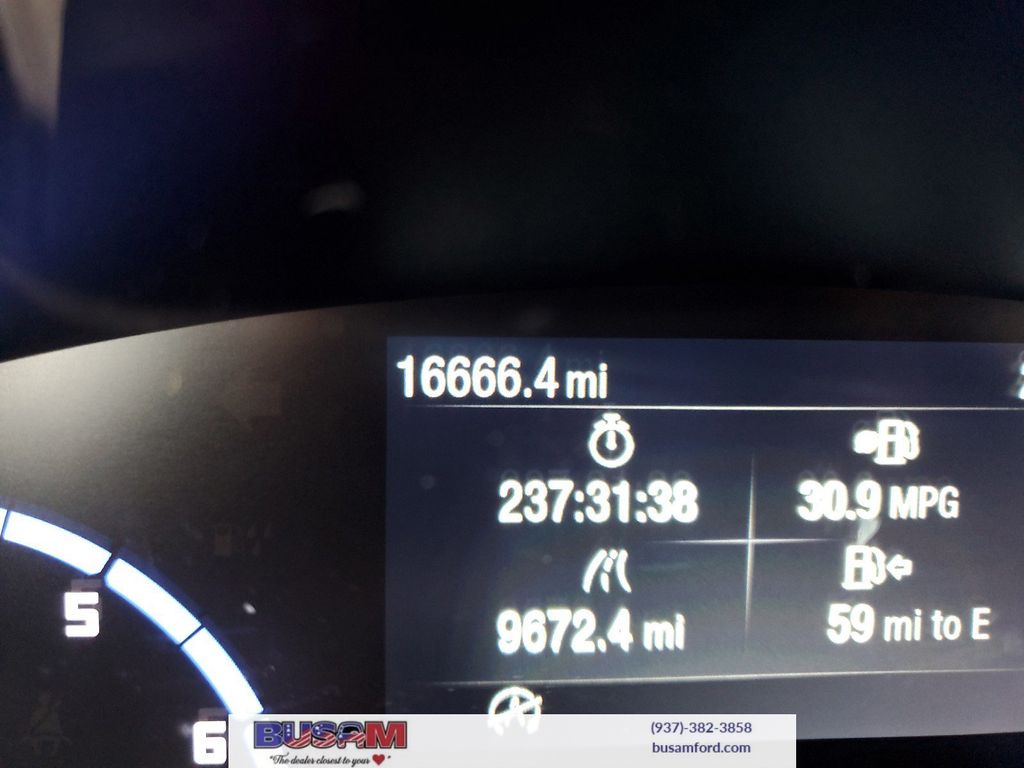 16666.4 mi
237:31:38
30.9 MPG
9672.4 mi
59 mi to E
5
6
BUSAM
"The dealer closest to your ❤"
(937)-382-3858
busamford.com